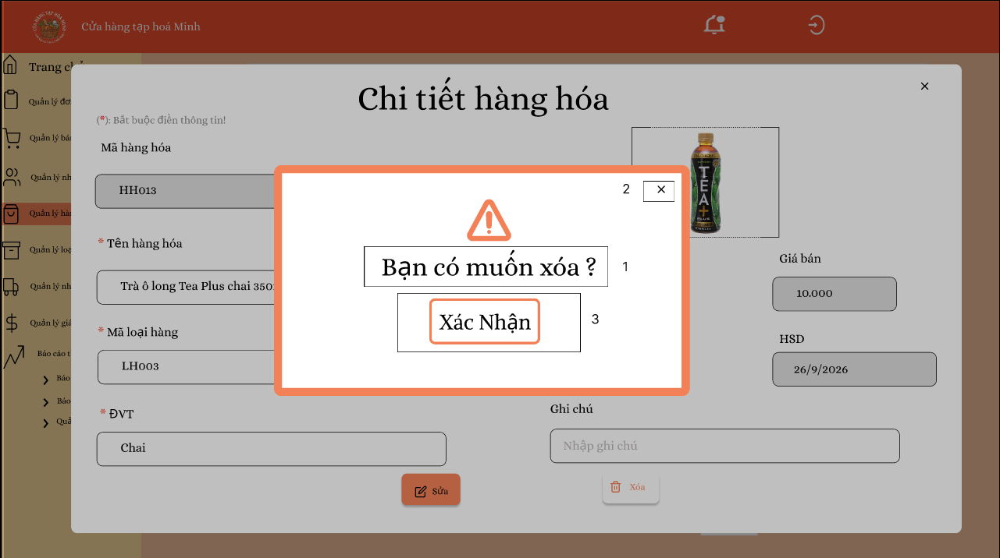 Cửa hàng tạp hoá Minh
Trang chủ
Quản lý đơ
Quản lý bá
Quản lý nh
Quản lý hà
Quản lý loạ
Quản lý nh
Quản lý giá
Báo cáo t
Báo
Báo
Quả
Chi tiết hàng hóa
(*): Bắt buộc điền thông tin!
Mã hàng hóa
HH013
* Tên hàng hóa
Trà ô long Tea Plus chai 350
* Mã loại hàng
LH003
* ĐVT
Chai
TEA+
PLUS
Giá bán
10.000
HSD
26/9/2026
Ghi chú
Nhập ghi chú
Sửa
Xóa
2
Bạn có muốn xóa ?
1
Xác Nhận
3